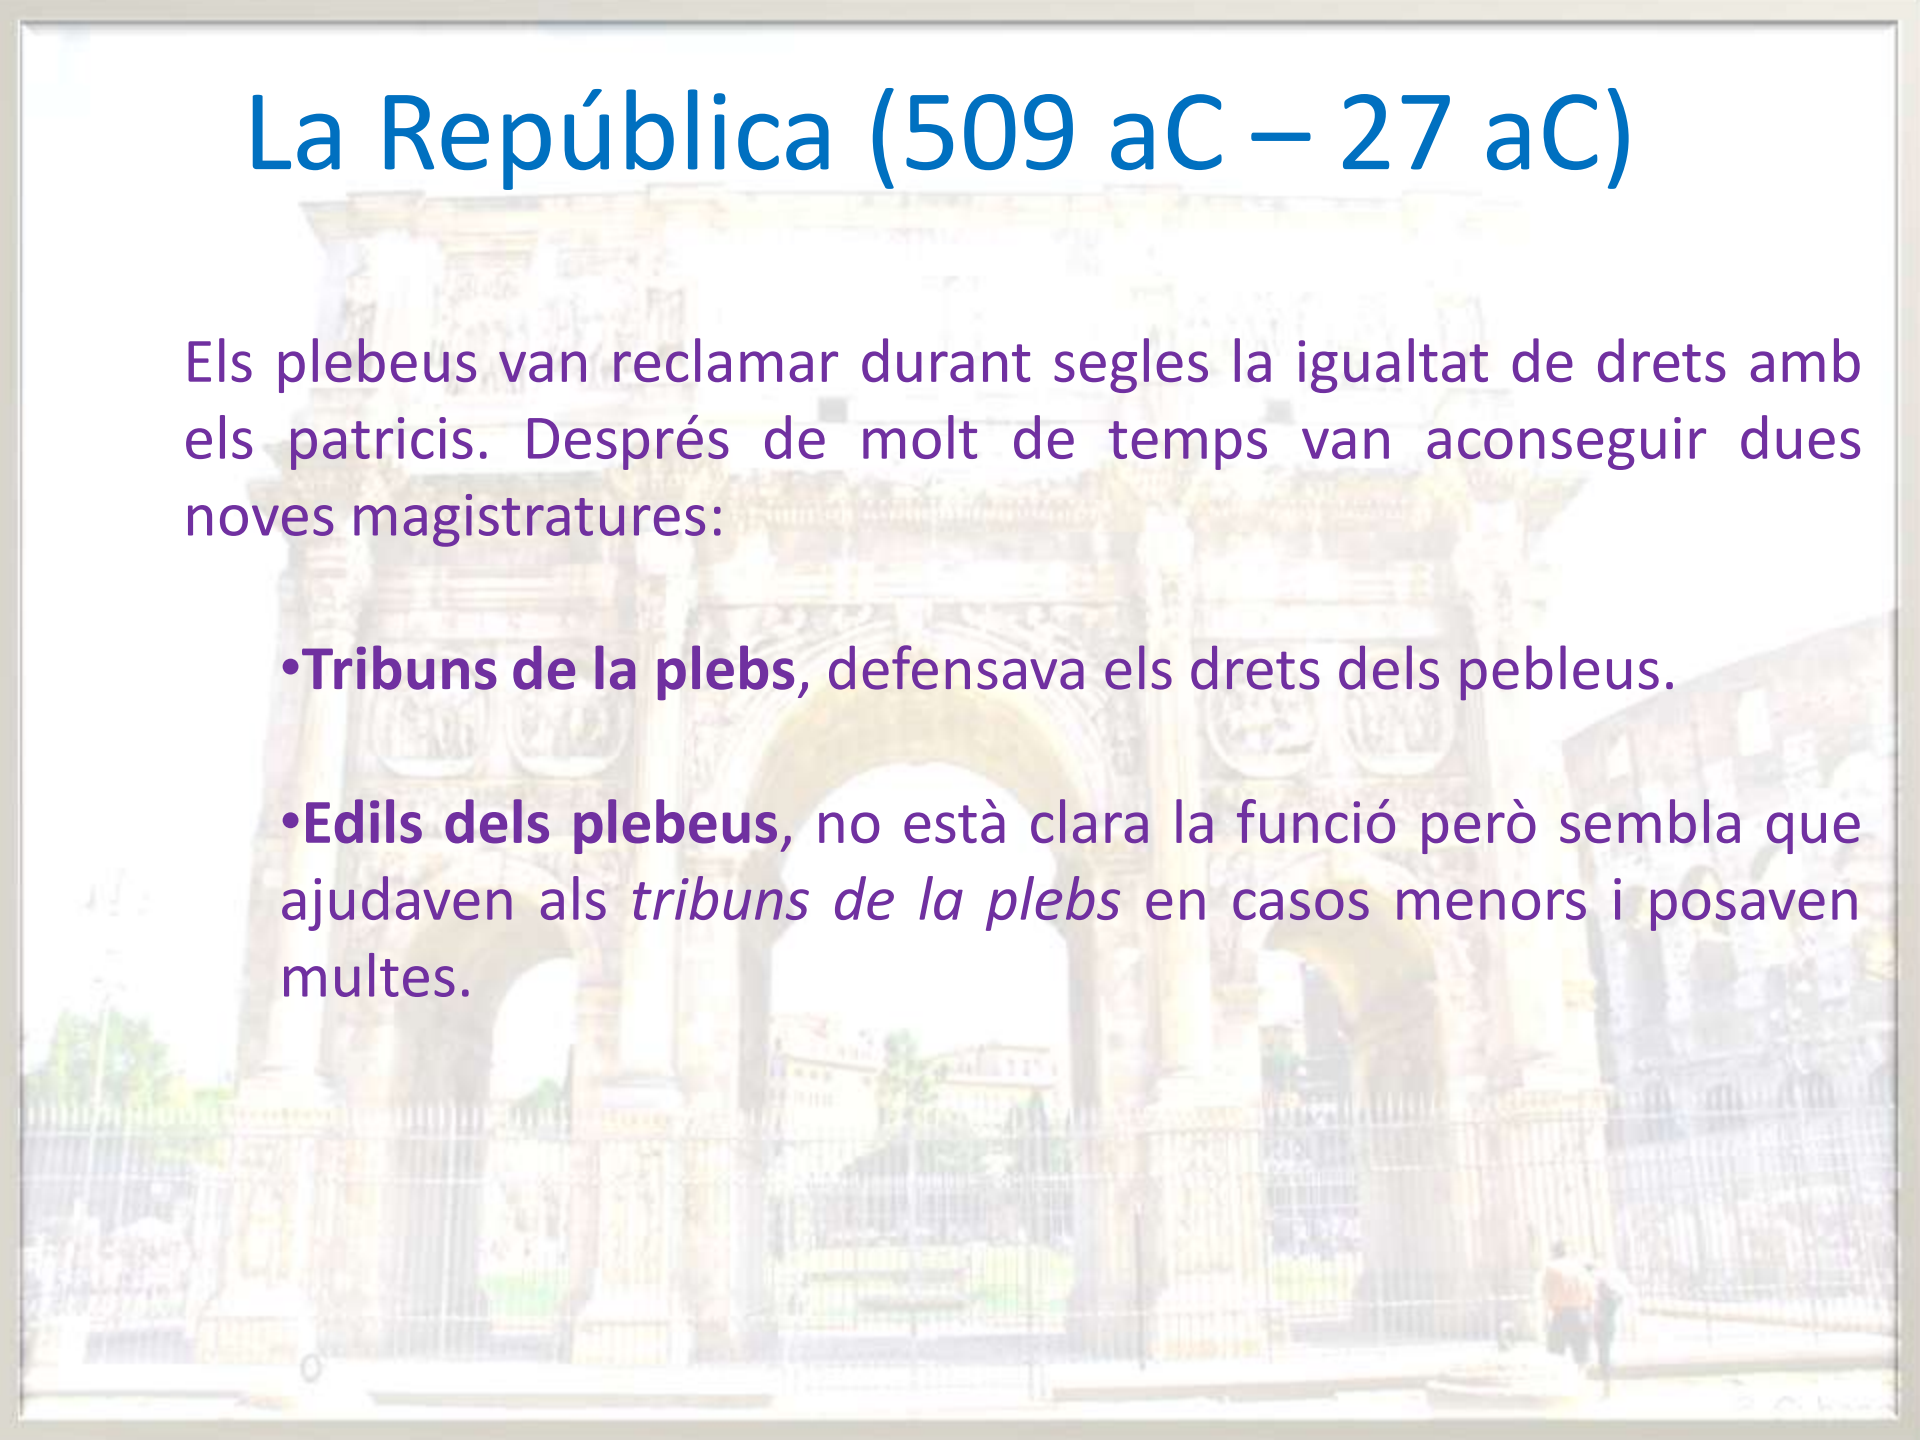 La República (509 aC – 27 aC)
Els plebeus van reclamar durant segles la igualtat de drets amb
els patricis. Després de molt de temps van aconseguir dues
noves magistratures:
•Tribuns de la plebs, defensava els drets dels pebleus.
•Edils dels plebeus, no està clara la funció però sembla que
ajudaven als tribuns de la plebs en casos menors i posaven
multes.